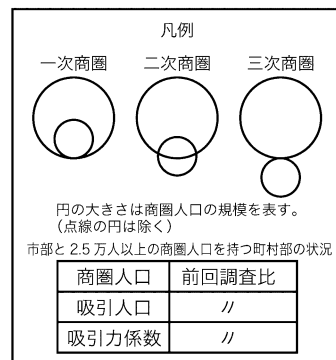 凡例
一次商圏 二次商圏 三次商圏
円の大きさは商圏人口の規模を表す。
(点線の円は除く)
市部と2.5万人以上の商圏人口を持つ町村部の状況
商圏人口 前回調査比
吸引人口 〃
吸引力係数 〃